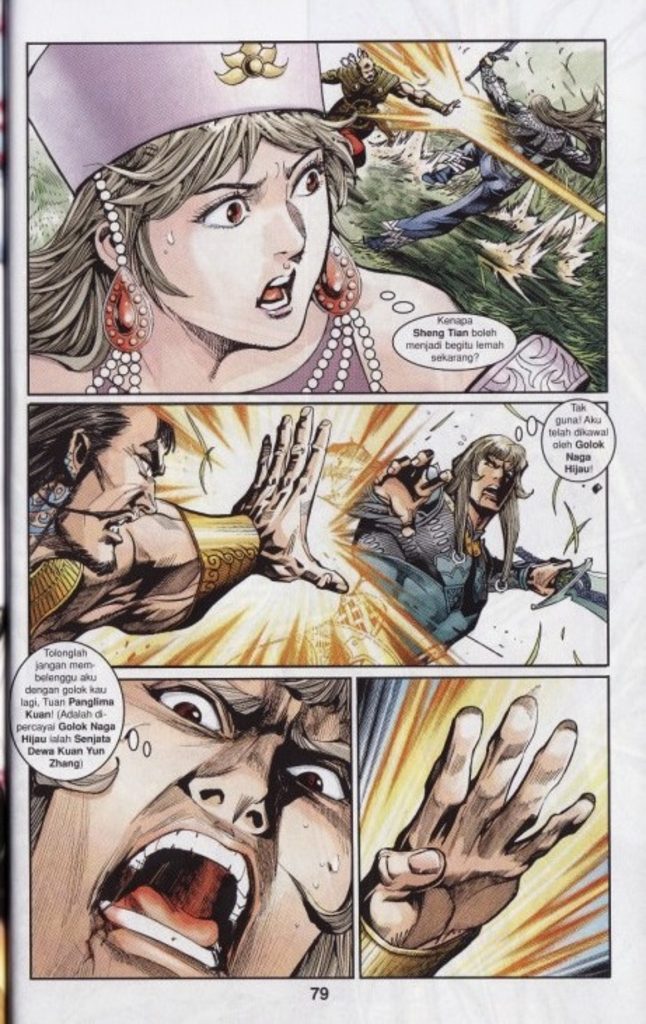 Kenapa
Sheng Tian boleh
menjadi begitu lemah
sekarang?
Tak
guna! Aku
telah dikawal
oleh Golok
Naga
Hijau!
Tolonglah
jangan mem-
belenggu aku
dengan golok kau
lagi, Tuan Panglima
Kuan! (Adalah di-
percayai Golok Naga
Hijau ialah Senjata
Dewa Kuan Yun
Zhang)
79